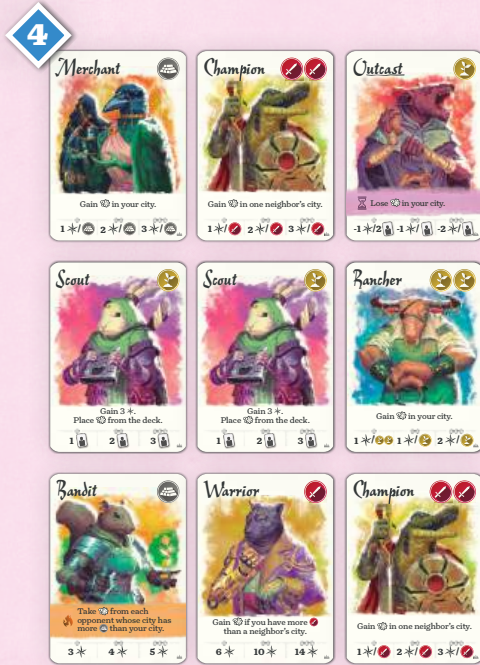 4
Merchant
Gain in your city.
1 / 2 / 3 /
Champion
Gain in one neighbor's city.
1 / 2 / 3 /
Outcast
Lose in your city.
-1 /2 -1 / -2 /
Scout
Gain 3 .
Place from the deck.
1 2 3
Scout
Gain 3 .
Place from the deck.
1 2 3
Rancher
Gain in your city.
1 / 1 / 2 /
Bandit
Take from each
opponent whose city has
more than your city.
3 4 5
Warrior
Gain if you have more
than a neighbor's city.
6 10 14
Champion
Gain in one neighbor's city.
1 / 2 / 3 /